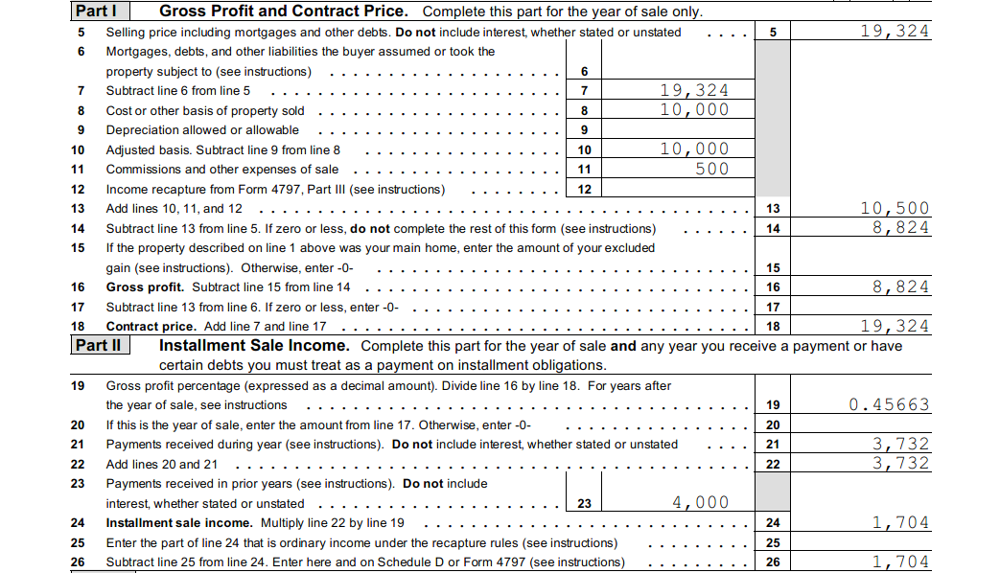 Part I Gross Profit and Contract Price. Complete this part for the year of sale only.
5 Selling price including mortgages and other debts. Do not include interest, whether stated or unstated . . . . 5 19,324
6 Mortgages, debts, and other liabilities the buyer assumed or took the
property subject to (see instructions) . . . . . . . . . . . . . . . . . . . . . 6
7 Subtract line 6 from line 5 . . . . . . . . . . . . . . . . . . . . . . . . . . 7 19,324
8 Cost or other basis of property sold . . . . . . . . . . . . . . . . . . . . . . 8 10,000
9 Depreciation allowed or allowable . . . . . . . . . . . . . . . . . . . . . . 9
10 Adjusted basis. Subtract line 9 from line 8 . . . . . . . . . . . . . . . . . . 10 10,000
11 Commissions and other expenses of sale . . . . . . . . . . . . . . . . . . . 11 500
12 Income recapture from Form 4797, Part III (see instructions) . . . . . . . . 12
13 Add lines 10, 11, and 12 . . . . . . . . . . . . . . . . . . . . . . . . . . . . . . . . . . . . . . . . . . . 13 10,500
14 Subtract line 13 from line 5. If zero or less, do not complete the rest of this form (see instructions) . . . . . . 14 8,824
15 If the property described on line 1 above was your main home, enter the amount of your excluded
gain (see instructions). Otherwise, enter -0- . . . . . . . . . . . . . . . . . . . . . . . . . . . . . . . . . 15
16 Gross profit. Subtract line 15 from line 14 . . . . . . . . . . . . . . . . . . . . . . . . . . . . . . . . . . 16 8,824
17 Subtract line 13 from line 6. If zero or less, enter -0- . . . . . . . . . . . . . . . . . . . . . . . . . . . . . 17
18 Contract price. Add line 7 and line 17 . . . . . . . . . . . . . . . . . . . . . . . . . . . . . . . . . . . . 18 19,324
Part II Installment Sale Income. Complete this part for the year of sale and any year you receive a payment or have
certain debts you must treat as a payment on installment obligations.
19 Gross profit percentage (expressed as a decimal amount). Divide line 16 by line 18. For years after
the year of sale, see instructions . . . . . . . . . . . . . . . . . . . . . . . . . . . . . . . . . . . . . . . 19 0.45663
20 If this is the year of sale, enter the amount from line 17. Otherwise, enter -0- . . . . . . . . . . . . . . . . 20
21 Payments received during year (see instructions). Do not include interest, whether stated or unstated . . . . 21 3,732
22 Add lines 20 and 21 . . . . . . . . . . . . . . . . . . . . . . . . . . . . . . . . . . . . . . . . . . . . . 22 3,732
23 Payments received in prior years (see instructions). Do not include
interest, whether stated or unstated . . . . . . . . . . . . . . . . . . . . . . 23 4,000
24 Installment sale income. Multiply line 22 by line 19 . . . . . . . . . . . . . . . . . . . . . . . . . . . . 24 1,704
25 Enter the part of line 24 that is ordinary income under the recapture rules (see instructions) . . . . . . . . . 25
26 Subtract line 25 from line 24. Enter here and on Schedule D or Form 4797 (see instructions) . . . . . . . . . 26 1,704